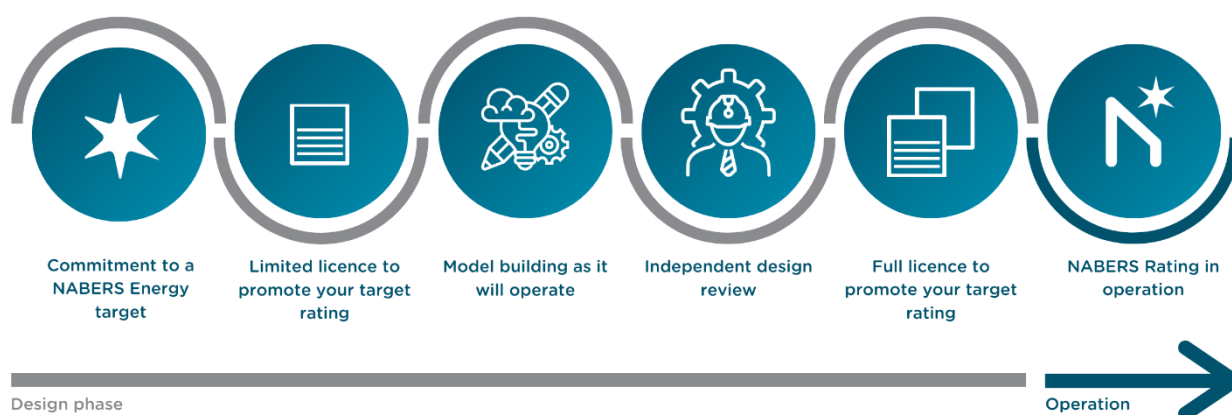 Commitment to a
NABERS Energy
target
Limited licence to
promote your target
rating
Model building as it
will operate
Independent design
review
Full licence to
promote your target
rating
NABERS Rating in
operation
Design phase
Operation